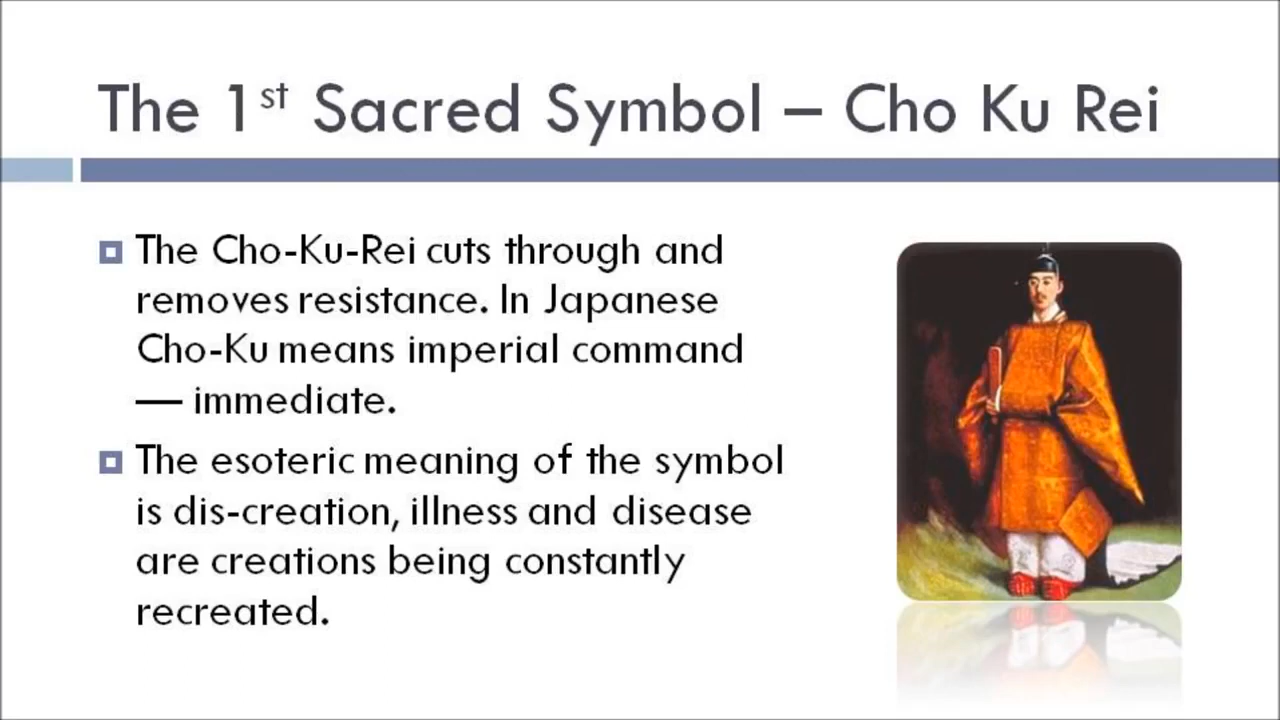 The 1st Sacred Symbol – Cho Ku Rei
The Cho-Ku-Rei cuts through and
removes resistance. In Japanese
Cho-Ku means imperial command
— immediate.
The esoteric meaning of the symbol
is dis-creation, illness and disease
are creations being constantly
recreated.